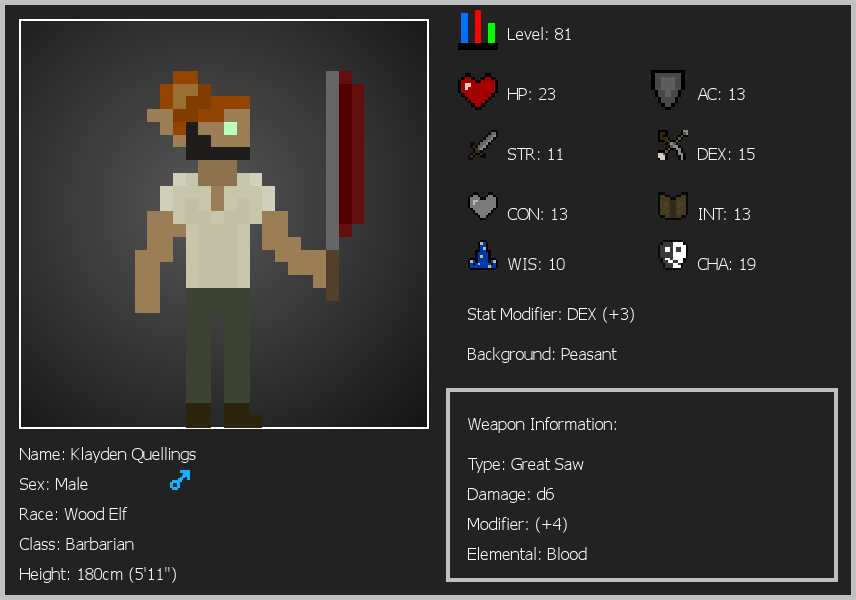 Level: 81
HP: 23
AC: 13
STR: 11
DEX: 15
CON: 13
INT: 13
WIS: 10
CHA: 19
Stat Modifier: DEX (+3)
Background: Peasant
Weapon Information:
Type: Great Saw
Damage: d6
Modifier: (+4)
Elemental: Blood
Name: Klayden Quellings
Sex: Male
Race: Wood Elf
Class: Barbarian
Height: 180cm (5'11")